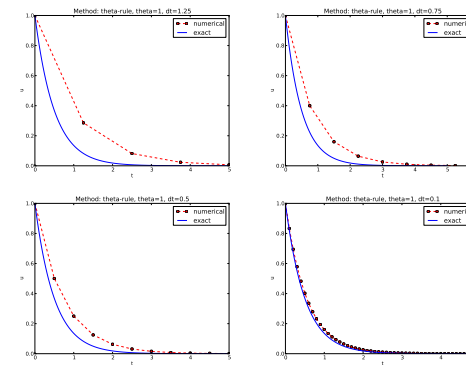 Method: theta-rule, theta=1, dt=1.25
1.0
0.8
0.6
0.4
0.2
0.0
u
numerical
exact
0 1 2 3 4 5
t
Method: theta-rule, theta=1, dt=0.75
1.0
0.8
0.6
0.4
0.2
0.0
u
numerical
exact
0 1 2 3 4 5
t
Method: theta-rule, theta=1, dt=0.5
1.0
0.8
0.6
0.4
0.2
0.0
u
numerical
exact
0 1 2 3 4 5
t
Method: theta-rule, theta=1, dt=0.1
1.0
0.8
0.6
0.4
0.2
0.0
u
numerical
exact
0 1 2 3 4
t